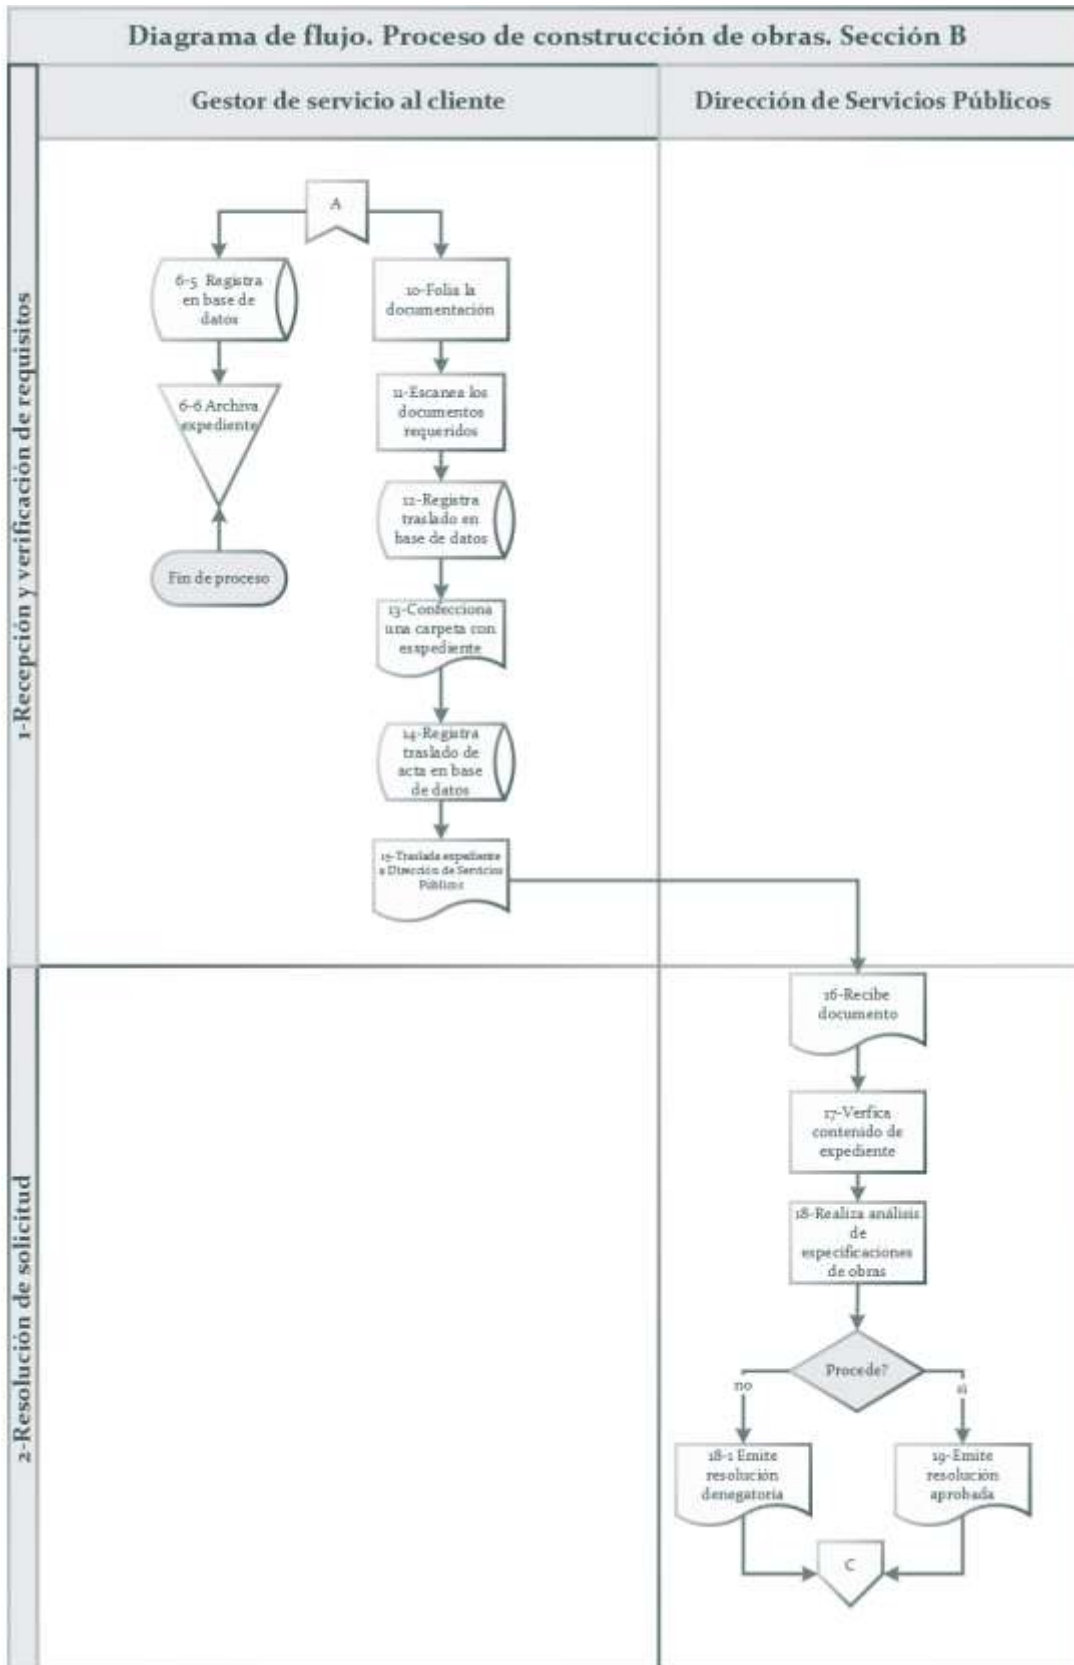 Diagrama de flujo. Proceso de construcción de obras. Sección B
Gestor de servicio al cliente
Dirección de Servicios Públicos
1-Recepción y verificación de requisitos
A
6-5 Registra
en base de
datos
6-6 Archiva
expediente
Fin de proceso
10-Folia la
documentación
11-Escanea los
documentos
requeridos
12-Registra
traslado en
base de datos
13-Confecciona
una carpeta con
exspediente
14-Registra
traslado de
acta en base
de datos
15-Traslada expediente
a Dirección de Servicios
Públicos
2-Resolución de solicitud
16-Recibe
documento
17-Verfica
contenido de
expediente
18-Realiza análisis
de
especificaciones
de obras
Procede?
no
si
18-1 Emite
resolución
denegatoria
19-Emite
resolución
aprobada
C